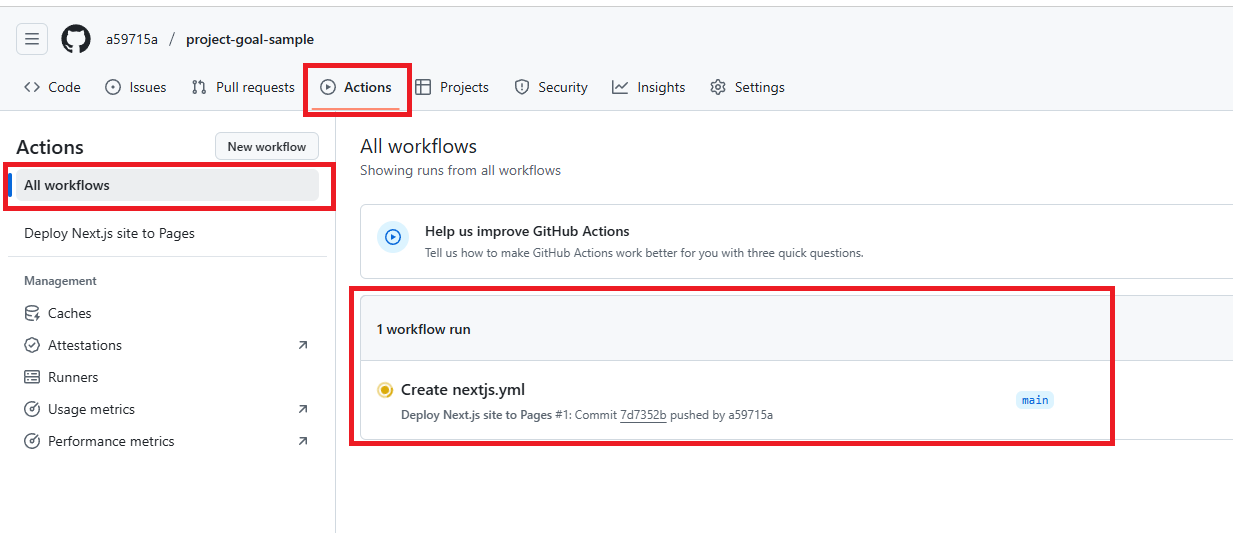 a59715a / project-goal-sample
Code Issues Pull requests Actions Projects Security Insights Settings
Actions
New workflow
All workflows
Deploy Next.js site to Pages
Management
Caches
Attestations
Runners
Usage metrics
Performance metrics
All workflows
Showing runs from all workflows
Help us improve GitHub Actions
Tell us how to make GitHub Actions work better for you with three quick questions.
1 workflow run
Create nextjs.yml
main
Deploy Next.js site to Pages #1: Commit 7d7352b pushed by a59715a